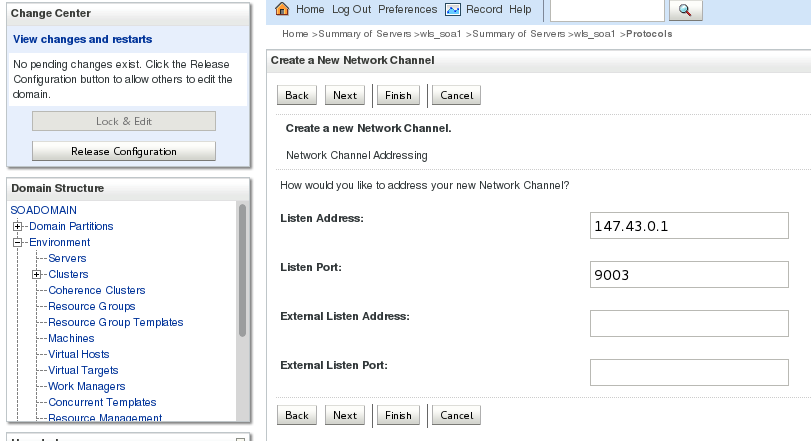 Change Center
View changes and restarts
No pending changes exist. Click the Release
Configuration button to allow others to edit the
domain.
Lock & Edit
Release Configuration
Domain Structure
SOADOMAIN
Domain Partitions
Environment
Servers
Clusters
Coherence Clusters
Resource Groups
Resource Group Templates
Machines
Virtual Hosts
Virtual Targets
Work Managers
Concurrent Templates
Resource Management
Home Log Out Preferences Record Help
Home >Summary of Servers >wls_soa1 >Summary of Servers >wls_soa1 >Protocols
Create a New Network Channel
Back Next Finish Cancel
Create a new Network Channel.
Network Channel Addressing
How would you like to address your new Network Channel?
Listen Address: 147.43.0.1
Listen Port: 9003
External Listen Address:
External Listen Port:
Back Next Finish Cancel